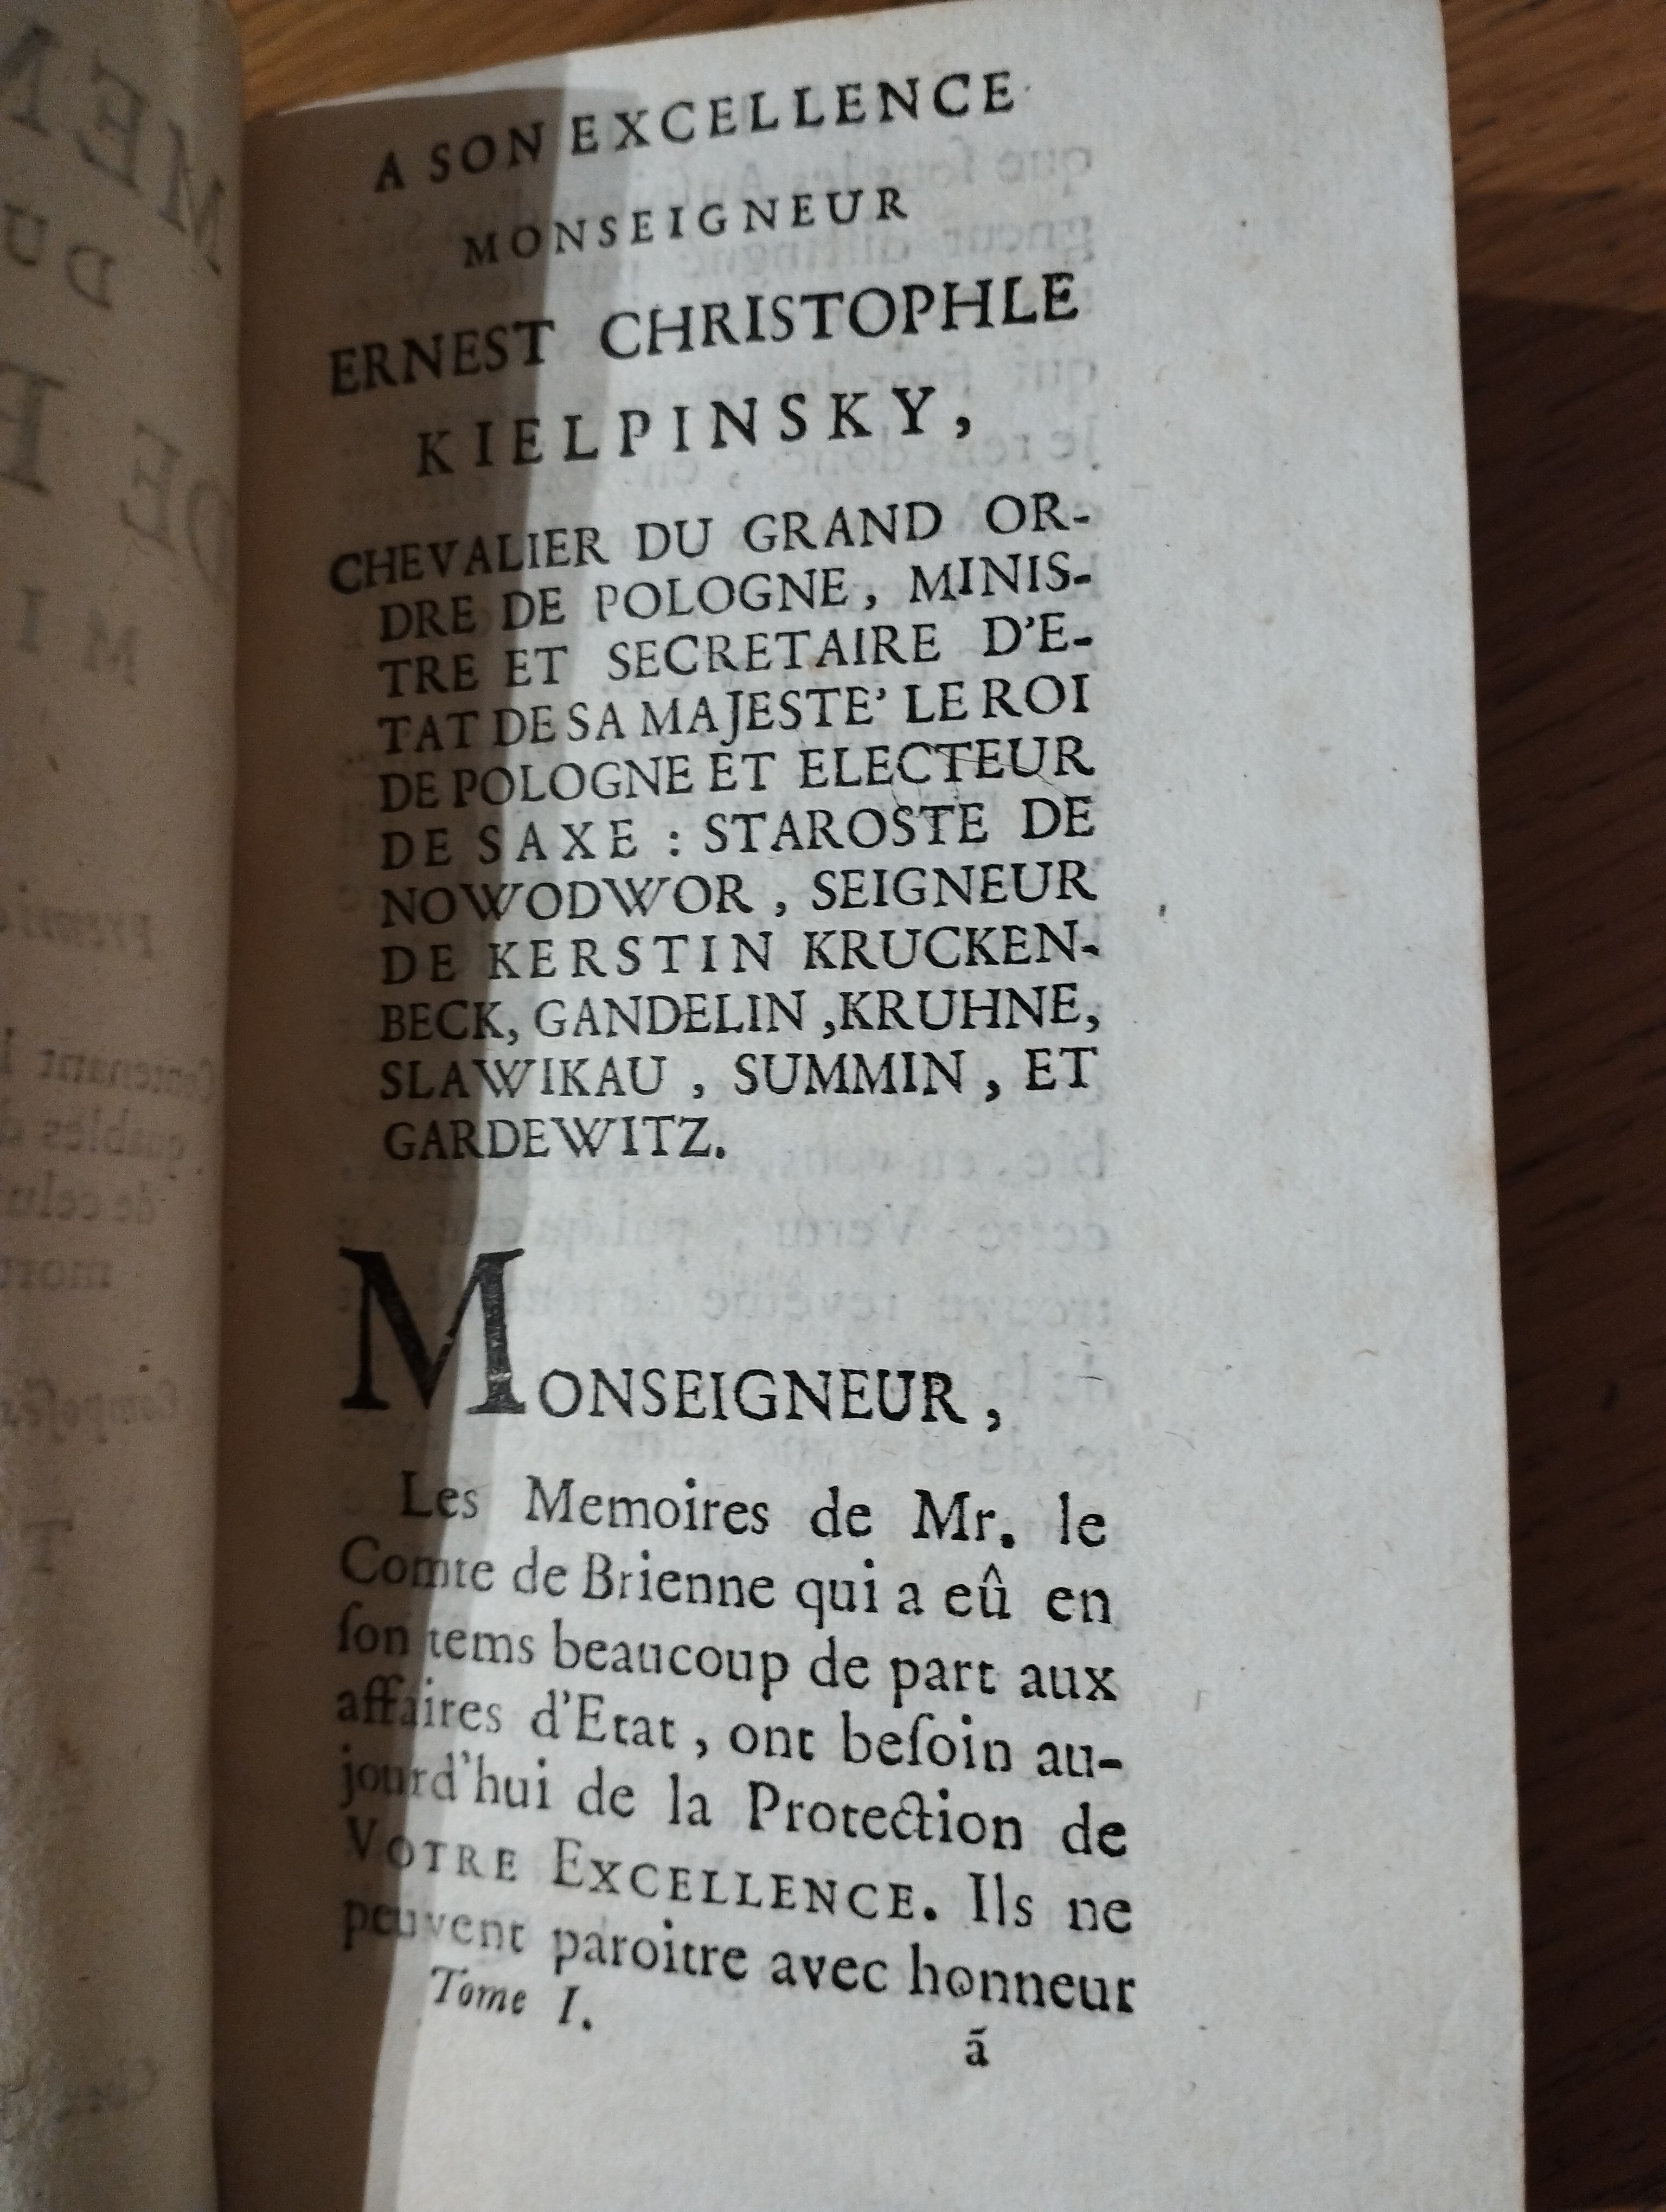 A SON EXCELLENCE
MONSEIGNEUR
ERNEST CHRISTOPHLE
KIELPINSKY,
CHEVALIER DU GRAND OR-
DRE DE POLOGNE, MINIS-
TRE ET SECRETAIRE D'E-
TAT DE SA MAJESTE' LE ROI
DE POLOGNE ET ELECTEUR
DE SAXE : STAROSTE DE
NOWODWOR, SEIGNEUR
DE KERSTIN KRUCKEN-
BECK, GANDELIN, KRUHNE,
SLAWIKAU, SUMMIN, ET
GARDEWITZ.
MONSEIGNEUR,
Les Memoires de Mr. le
Comte de Brienne qui a eû en
ſon tems beaucoup de part aux
affaires d'Etat, ont beſoin au-
jourd'hui de la Protection de
VOTRE EXCELLENCE. Ils ne
peuvent paroitre avec honneur
Tome I.
ã